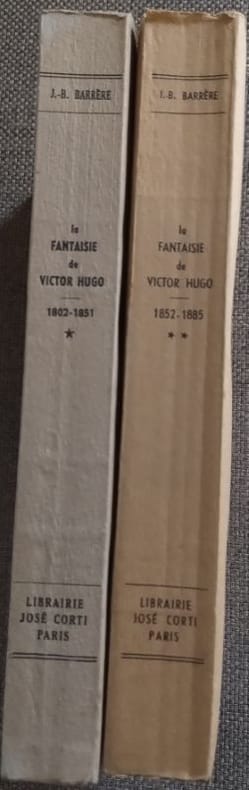 J.-B. BARRÈRE
la
FANTAISIE
de
VICTOR HUGO
1802-1851
*
LIBRAIRIE
JOSÉ CORTI
PARIS
J.-B. BARRÈRE
la
FANTAISIE
de
VICTOR HUGO
1852-1885
* *
LIBRAIRIE
JOSÉ CORTI
PARIS